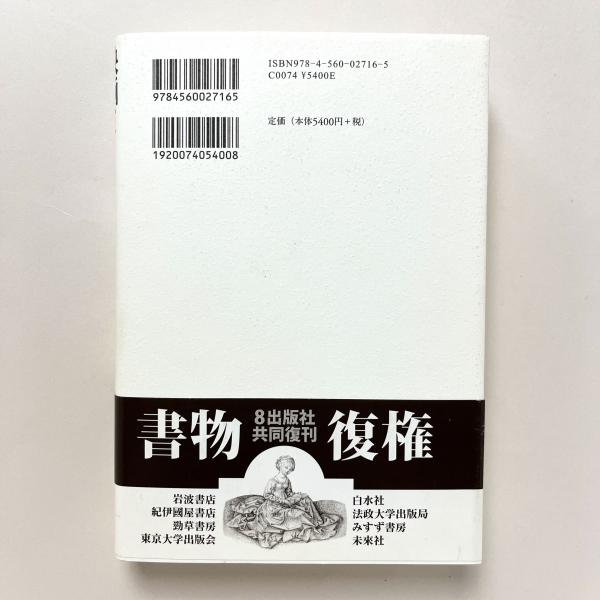 ISBN978-4-560-02716-5
C0074 ¥5400E
9784560027165
定価（本体5400円＋税）
1920074054008
書物
8出版社
共同復刊
復権
岩波書店
紀伊國屋書店
勁草書房
東京大学出版会
白水社
法政大学出版局
みすず書房
未來社